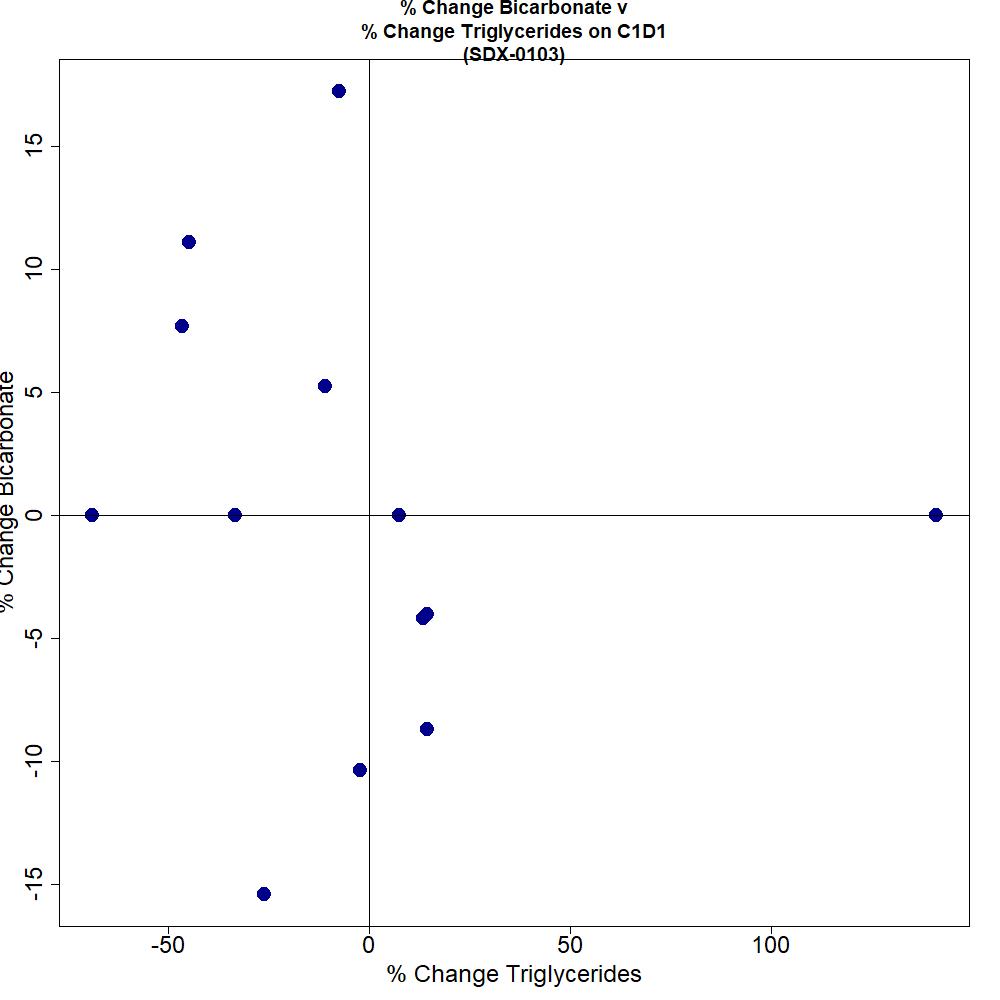 % Change Bicarbonate v
% Change Triglycerides on C1D1
(SDX-0103)
15
10
5
0
-5
-10
-15
% Change Bicarbonate
-50
0
50
100
% Change Triglycerides